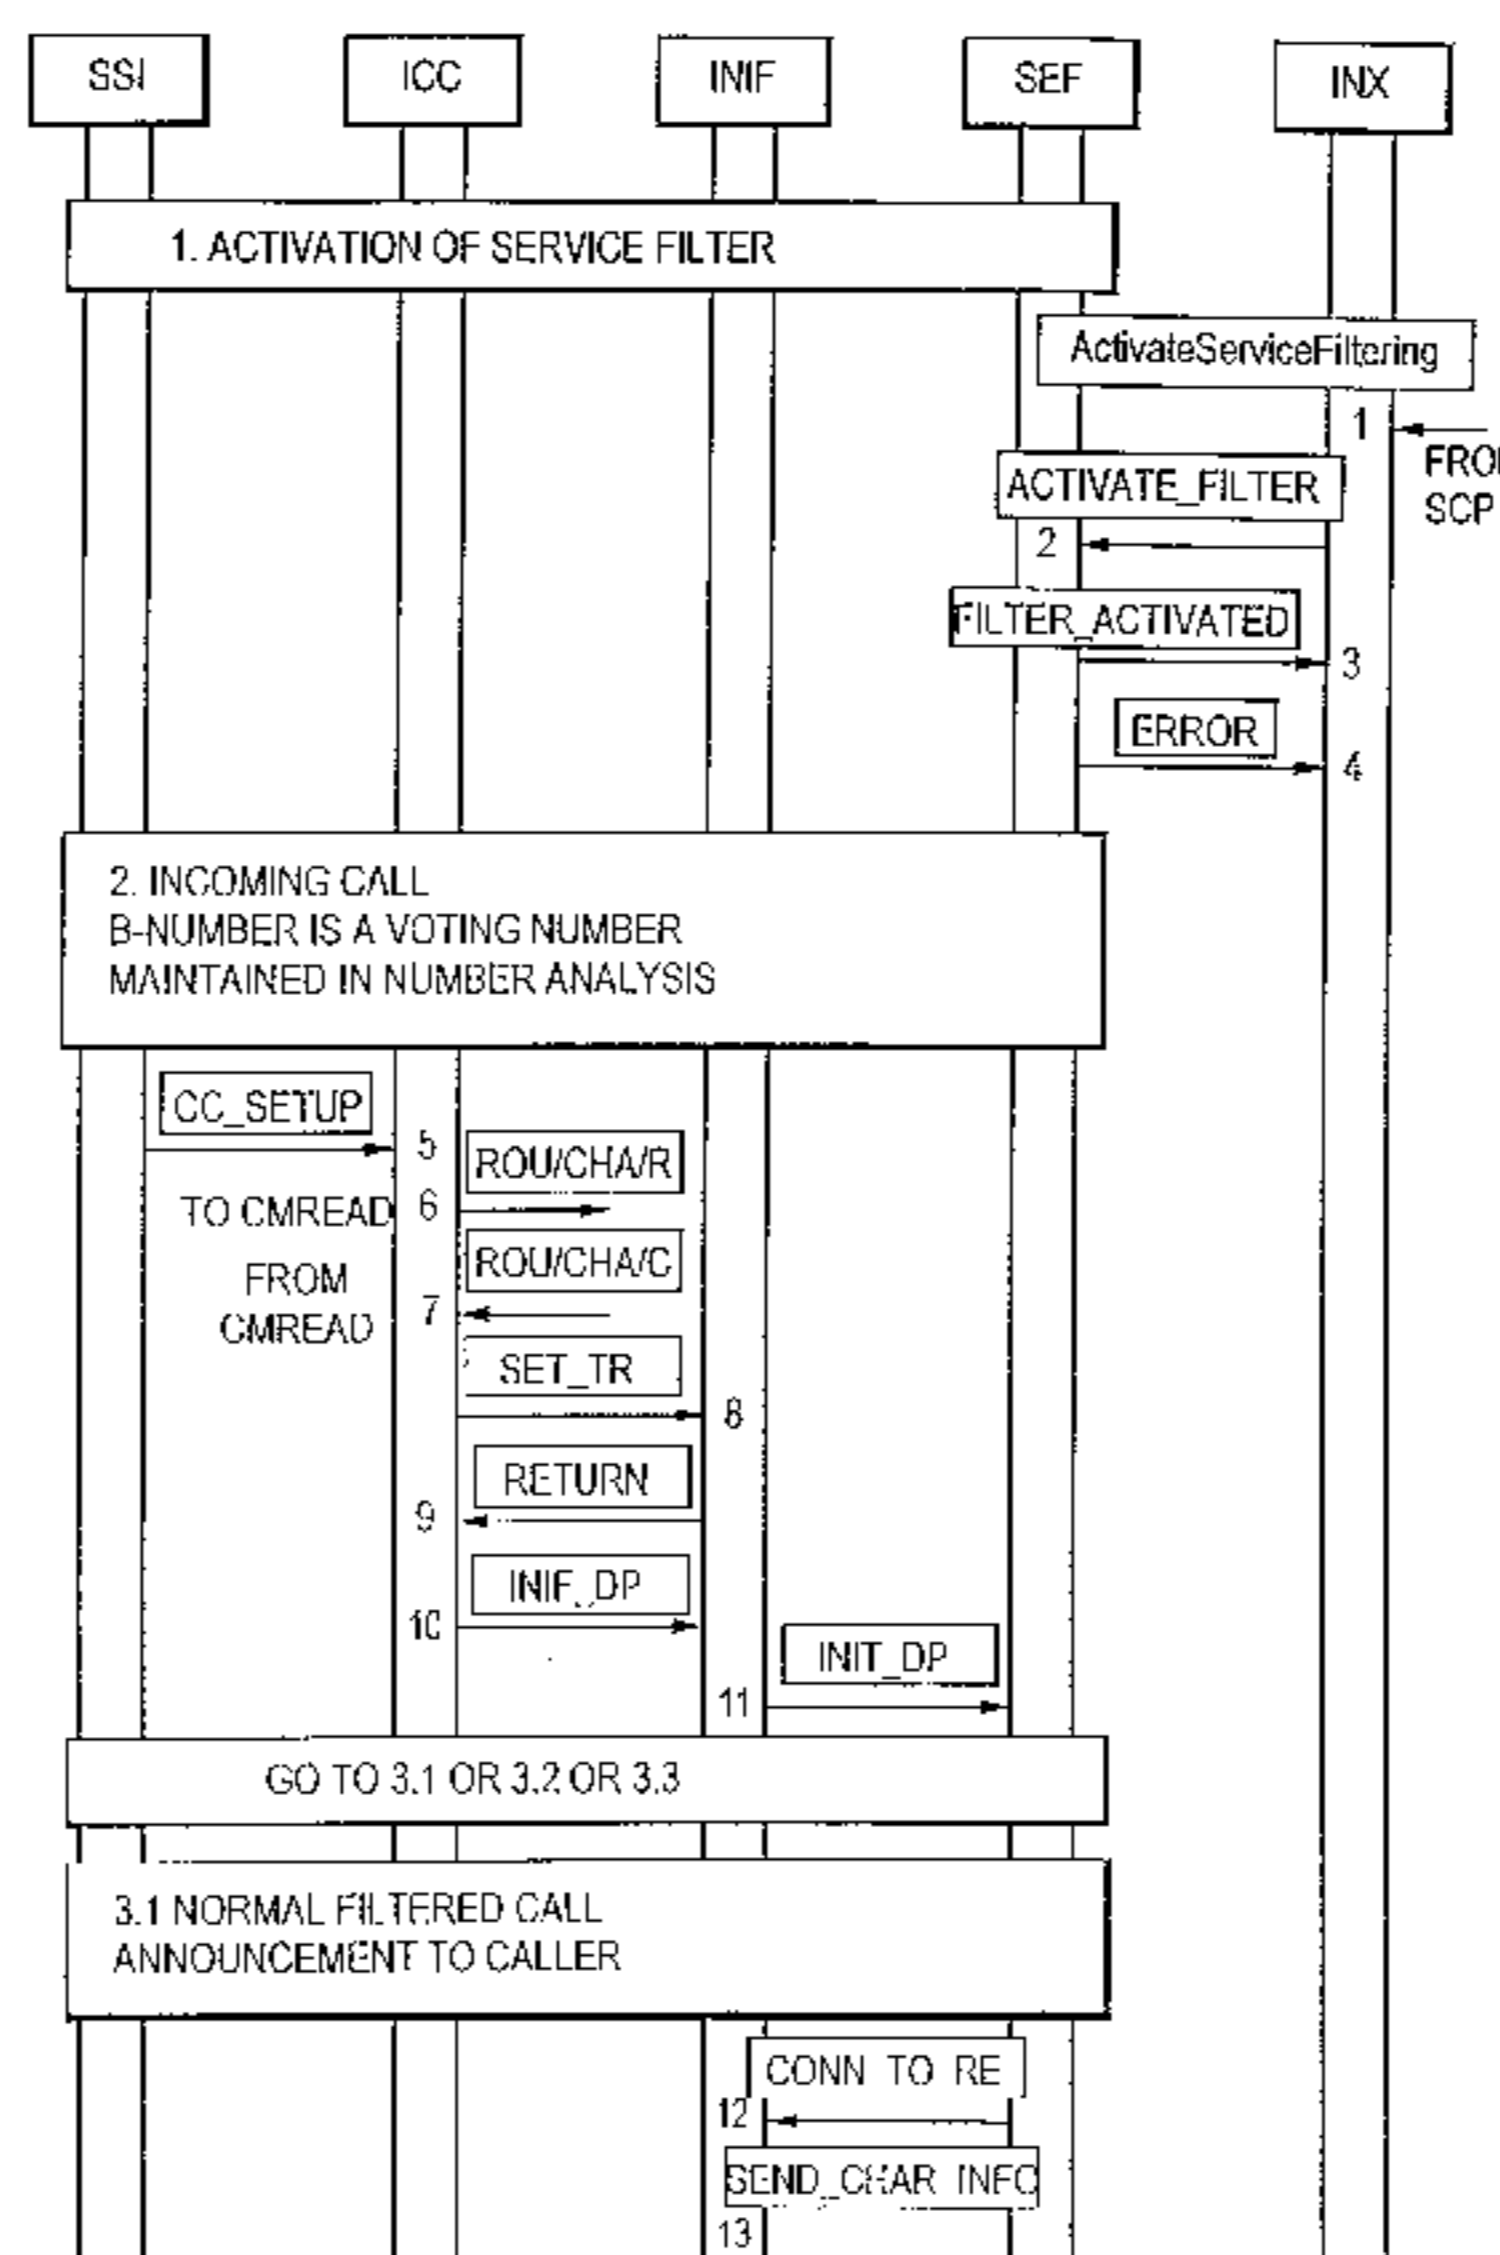 SSI ICC INIF SEF INX
1. ACTIVATION OF SERVICE FILTER
ActivateServiceFiltering
1
FROM
SCP
ACTIVATE_FILTER
2
FILTER_ACTIVATED
3
ERROR
4
2. INCOMING CALL
B-NUMBER IS A VOTING NUMBER
MAINTAINED IN NUMBER ANALYSIS
CC_SETUP
5
ROU/CHA/R
TO CMREAD 6
ROU/CHA/C
FROM
CMREAD
7
SET_TR
8
RETURN
9
INIF_DP
10
INIT_DP
11
GO TO 3.1 OR 3.2 OR 3.3
3.1 NORMAL FILTERED CALL
ANNOUNCEMENT TO CALLER
CONN TO RE
12
SEND_CHAR INFO
13